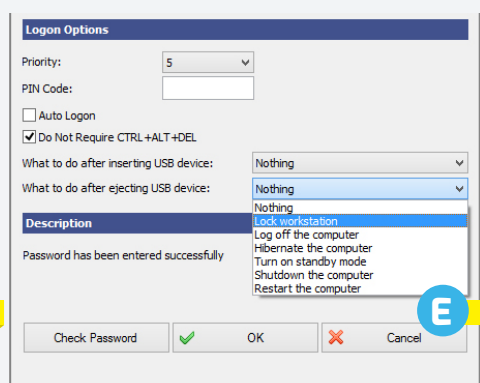 Logon Options
Priority: 5
PIN Code:
Auto Logon
Do Not Require CTRL+ALT+DEL
What to do after inserting USB device: Nothing
What to do after ejecting USB device: Nothing
Nothing
Lock workstation
Log off the computer
Hibernate the computer
Turn on standby mode
Shutdown the computer
Restart the computer
Description
Password has been entered successfully
E
Check Password OK Cancel